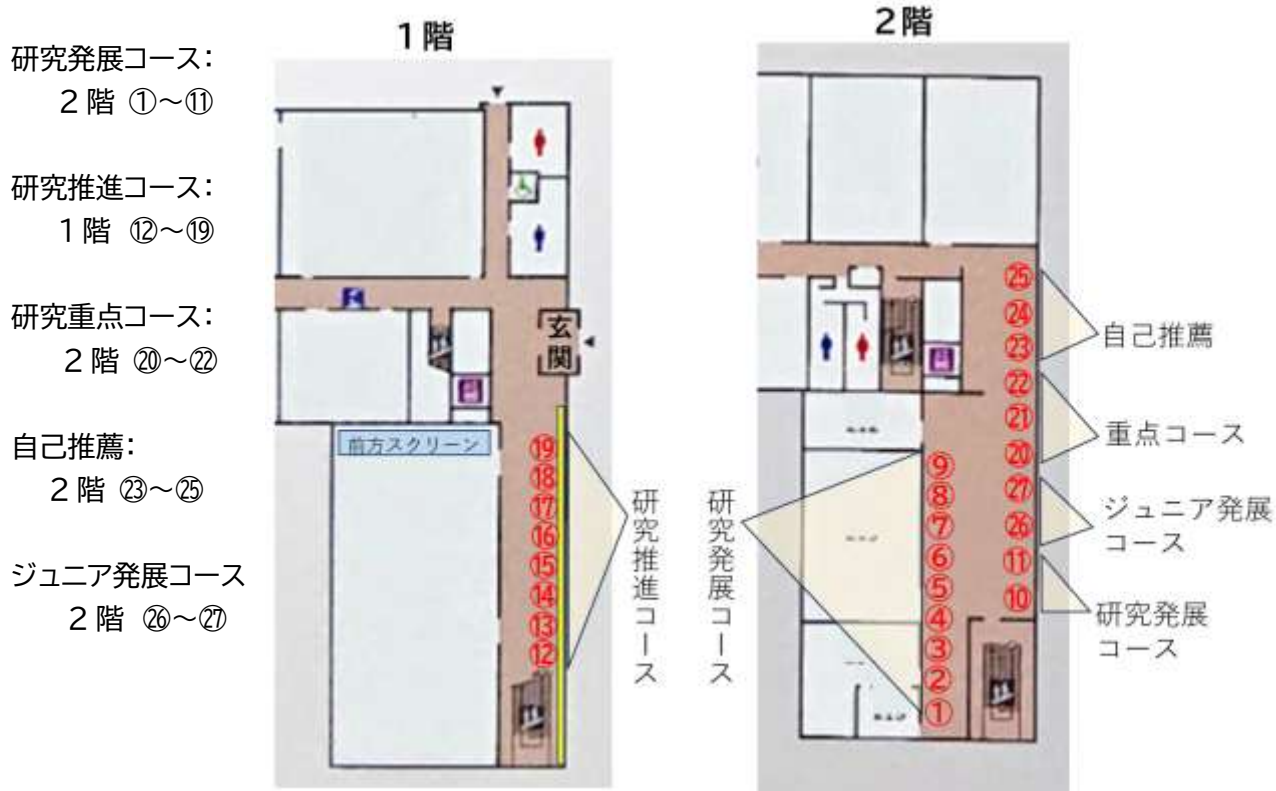 研究発展コース：
2階 ①～⑪
研究推進コース：
1階 ⑫～⑲
研究重点コース：
2階 ⑳～㉒
自己推薦：
2階 ㉓～㉕
ジュニア発展コース
2階 ㉖～㉗
1階
玄
関
前方スクリーン
⑲
⑱
⑰
⑯
⑮
⑭
⑬
⑫
研究推進コース
2階
研究発展コース
⑨
⑧
⑦
⑥
⑤
④
③
②
①
㉕
㉔
㉓
㉒
㉑
⑳
㉗
㉖
⑪
⑩
自己推薦
重点コース
ジュニア発展
コース
研究発展
コース